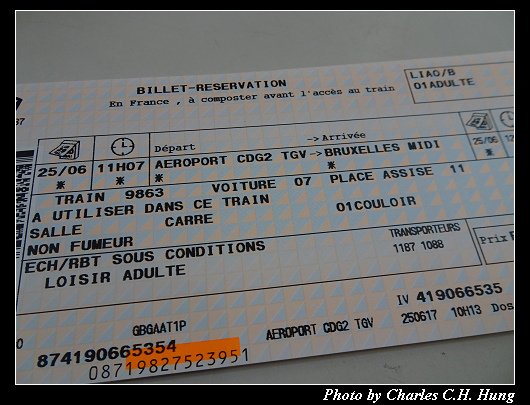 BILLET-RESERVATION
En France , à composter avant l'accès au train
LIAO/B
01ADULTE
Départ -> Arrivée
25/06 11H07 AEROPORT CDG2 TGV->BRUXELLES MIDI 25/06
* * * *
TRAIN 9863 VOITURE 07 PLACE ASSISE 11
A UTILISER DANS CE TRAIN
SALLE CARRE 01COULOIR
NON FUMEUR
ECH/RBT SOUS CONDITIONS TRANSPORTEURS
LOISIR ADULTE 1187 1088
Prix
GBGAAT1P IV 419066535
874190665354 AEROPORT CDG2 TGV 250617 10H13 Dos
08719827523951
Photo by Charles C.H. Hung